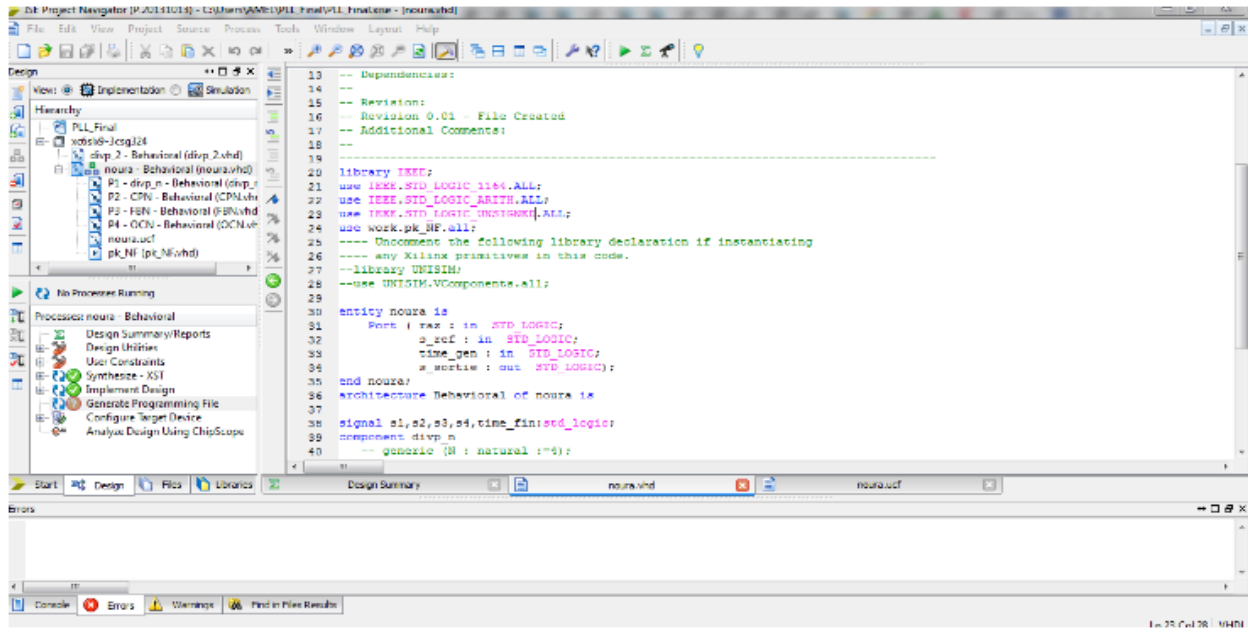 ISE Project Navigator (P.20131013) - C:\Users\AMEL\PLL_Final\PLL_Final.xise - [noura.vhd]
File Edit View Project Source Process Tools Window Layout Help
Design
View: Implementation Simulation
Hierarchy
PLL_Final
xc6slx9-3csg324
divp_2 - Behavioral (divp_2.vhd)
noura - Behavioral (noura.vhd)
P1 - divp_n - Behavioral (divp_n
P2 - CPN - Behavioral (CPN.vhd
P3 - FBN - Behavioral (FBN.vhd
P4 - OCN - Behavioral (OCN.vh
noura.ucf
pk_NF (pk_NF.vhd)
No Processes Running
Processes: noura - Behavioral
Design Summary/Reports
Design Utilities
User Constraints
Synthesize - XST
Implement Design
Generate Programming File
Configure Target Device
Analyze Design Using ChipScope
13 -- Dependencies:
14 --
15 -- Revision:
16 -- Revision 0.01 - File Created
17 -- Additional Comments:
18 --
19 ----------------------------------------------------------------------------------
20 library IEEE;
21 use IEEE.STD_LOGIC_1164.ALL;
22 use IEEE.STD_LOGIC_ARITH.ALL;
23 use IEEE.STD_LOGIC_UNSIGNED.ALL;
24 use work.pk_NF.all;
25 ---- Uncomment the following library declaration if instantiating
26 ---- any Xilinx primitives in this code.
27 --library UNISIM;
28 --use UNISIM.VComponents.all;
29
30 entity noura is
31 Port ( raz : in STD_LOGIC;
32 s_ref : in STD_LOGIC;
33 time_gen : in STD_LOGIC;
34 s_sortie : out STD_LOGIC);
35 end noura;
36 architecture Behavioral of noura is
37
38 signal s1,s2,s3,s4,time_fin:std_logic;
39 component divp_n
40 -- generic (N : natural :=4);
Start Design Files Libraries
Design Summary noura.vhd noura.ucf
Errors
Console Errors Warnings Find in Files Results
Ln 23 Col 28 VHDL